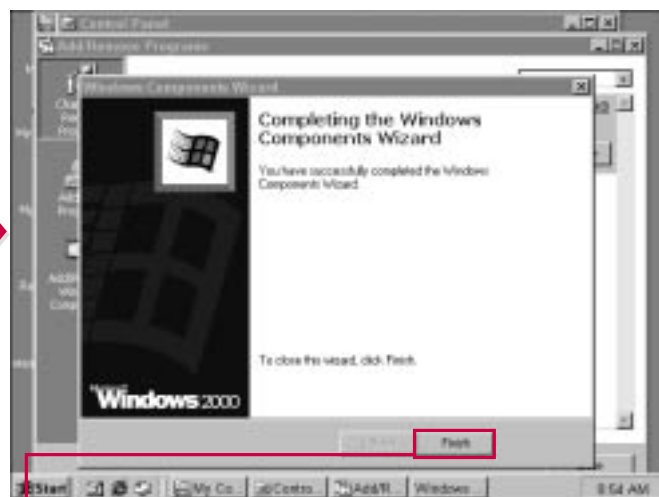 Control Panel
Add/Remove Programs
Windows Components Wizard
Completing the Windows
Components Wizard
You have successfully completed the Windows
Components Wizard.
To close this wizard, click Finish.
Microsoft
Windows 2000
Finish
Start
My Co...
Contro...
Add/R...
Windows
8:54 AM